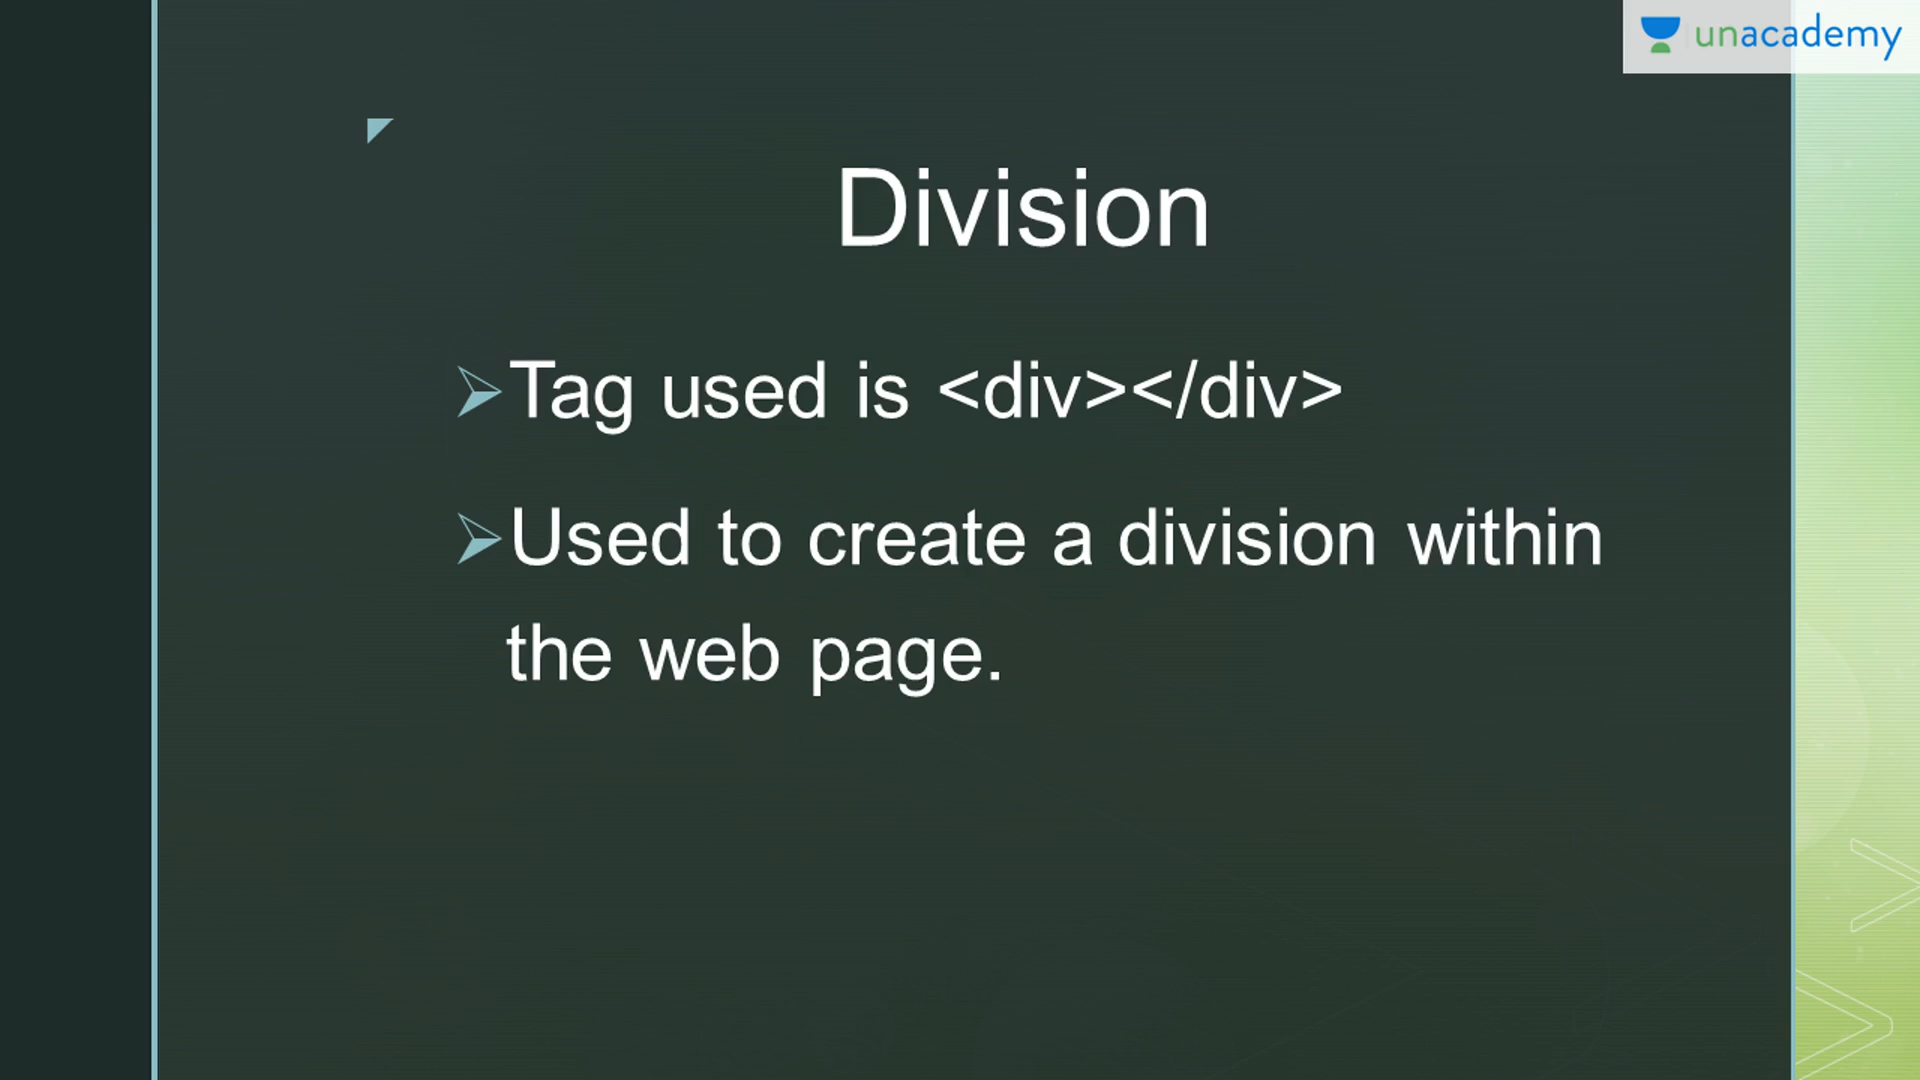 unacademy
Division
Tag used is <div></div>
Used to create a division within
the web page.